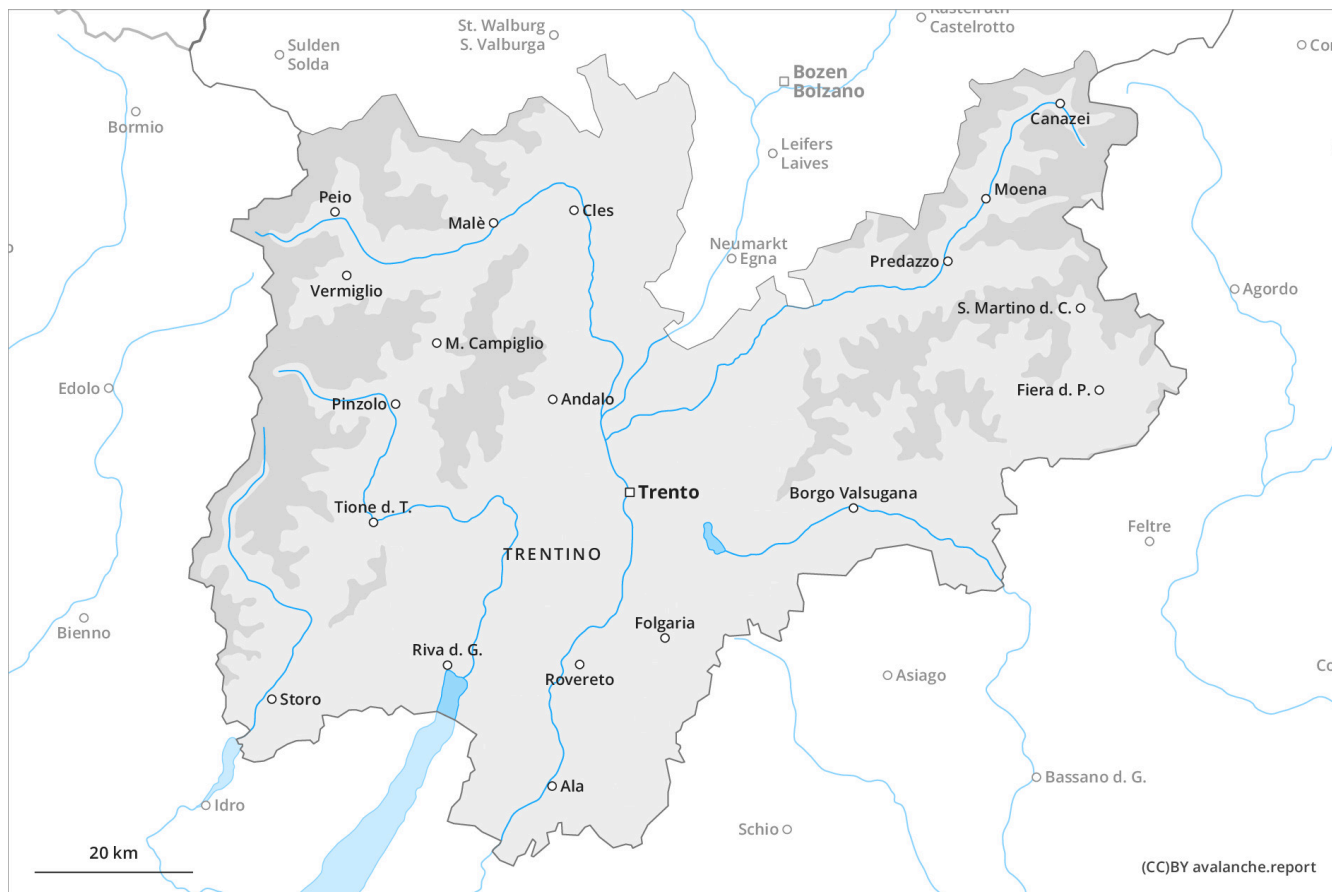 Kastelruth
Castelrotto
St. Walburg
S. Valburga
Sulden
Solda
Bozen
Bolzano
Bormio
Canazei
Leifers
Laives
Moena
Peio
Malè
Cles
Neumarkt
Egna
Predazzo
Vermiglio
Agordo
S. Martino d. C.
M. Campiglio
Edolo
Pinzolo
Andalo
Fiera d. P.
Trento
Borgo Valsugana
Tione d. T.
Feltre
TRENTINO
Bienno
Folgaria
Riva d. G.
Rovereto
Asiago
Storo
Bassano d. G.
Ala
Idro
Schio
20 km
(CC)BY avalanche.report